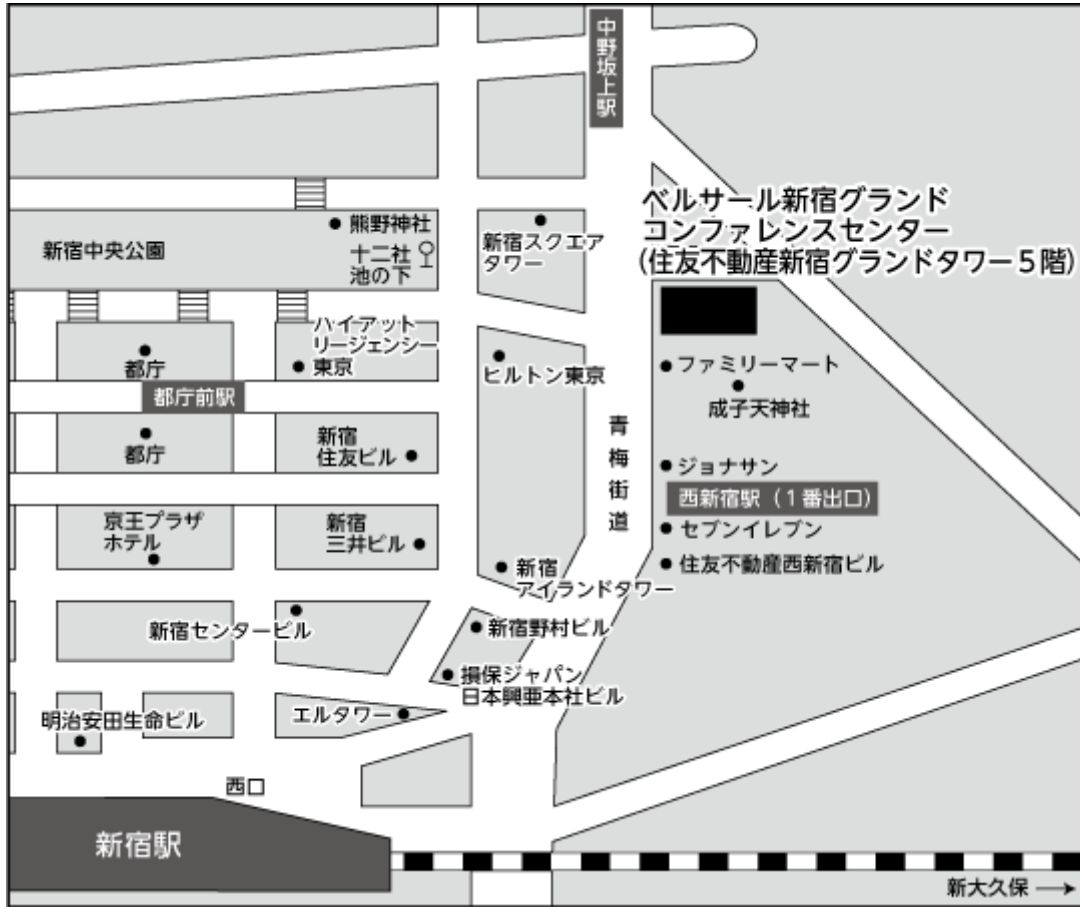 中野坂上駅
ベルサール新宿グランド
コンファレンスセンター
(住友不動産新宿グランドタワー5階)
熊野神社
新宿中央公園
十二社
池の下
新宿スクエア
タワー
ハイアット
リージェンシー
東京
都庁
都庁前駅
ヒルトン東京
ファミリーマート
成子天神社
都庁
新宿
住友ビル
青梅街道
ジョナサン
西新宿駅(1番出口)
セブンイレブン
住友不動産西新宿ビル
京王プラザ
ホテル
新宿
三井ビル
新宿
アイランドタワー
新宿センタービル
新宿野村ビル
損保ジャパン
日本興亜本社ビル
明治安田生命ビル
エルタワー
西口
新宿駅
新大久保→